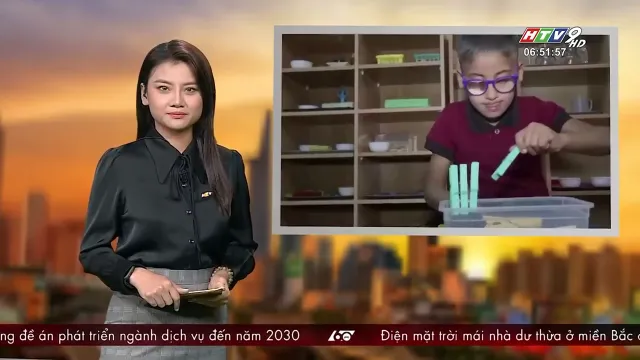 HTV9 HD
06:51:57
ng đề án phát triển ngành dịch vụ đến năm 2030
60
Điện mặt trời mái nhà dư thừa ở miền Bắc